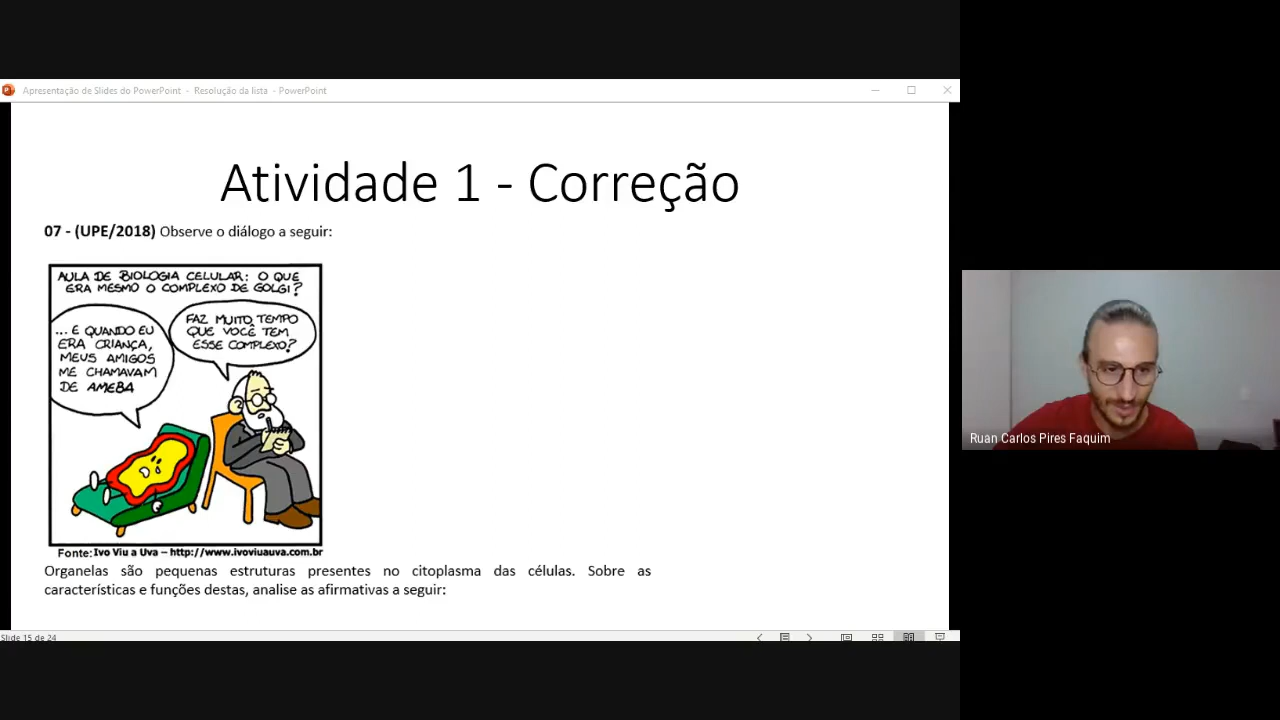 Apresentação de Slides do PowerPoint - Resolução da lista - PowerPoint
Atividade 1 - Correção
07 - (UPE/2018) Observe o diálogo a seguir:
AULA DE BIOLOGIA CELULAR: O QUE
ERA MESMO O COMPLEXO DE GOLGI?
... E QUANDO EU
ERA CRIANÇA,
MEUS AMIGOS
ME CHAMAVAM
DE AMEBA
FAZ MUITO TEMPO
QUE VOCÊ TEM
ESSE COMPLEXO?
Fonte: Ivo Viu a Uva – http://www.ivoviuauva.com.br
Organelas são pequenas estruturas presentes no citoplasma das células. Sobre as
características e funções destas, analise as afirmativas a seguir:
Slide 15 de 24
Ruan Carlos Pires Faquim